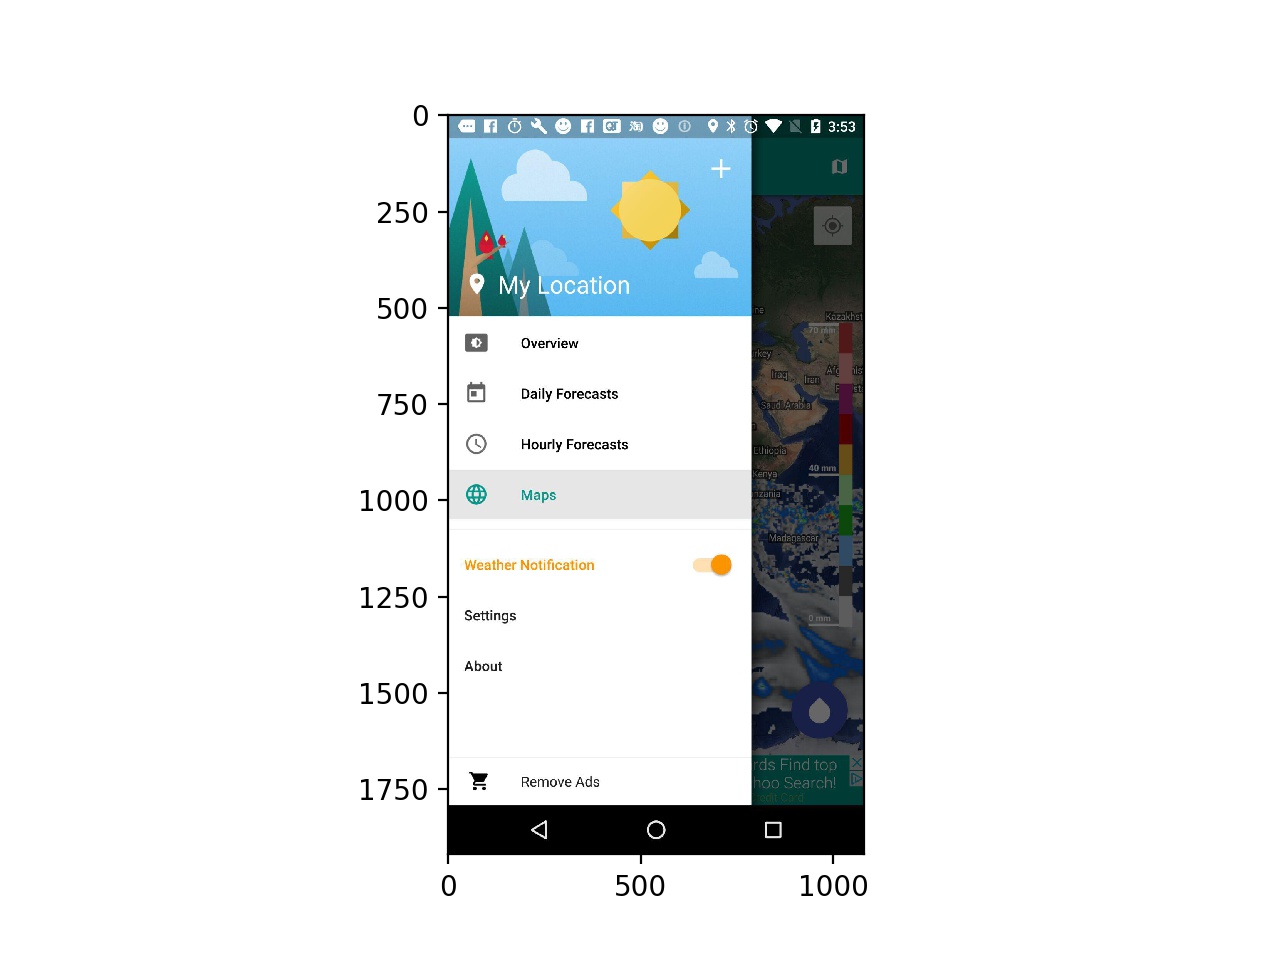 0
250
500
750
1000
1250
1500
1750
0
500
1000
3:53
My Location
Overview
Daily Forecasts
Hourly Forecasts
Maps
Weather Notification
Settings
About
Remove Ads
Kazakhst
70 mm
rkey
Iraq
Iran
Saudi Arabia
Ethiopia
40 mm
Kenya
nzania
Madagascar
0 mm
rds Find top
hoo Search!
redit Card